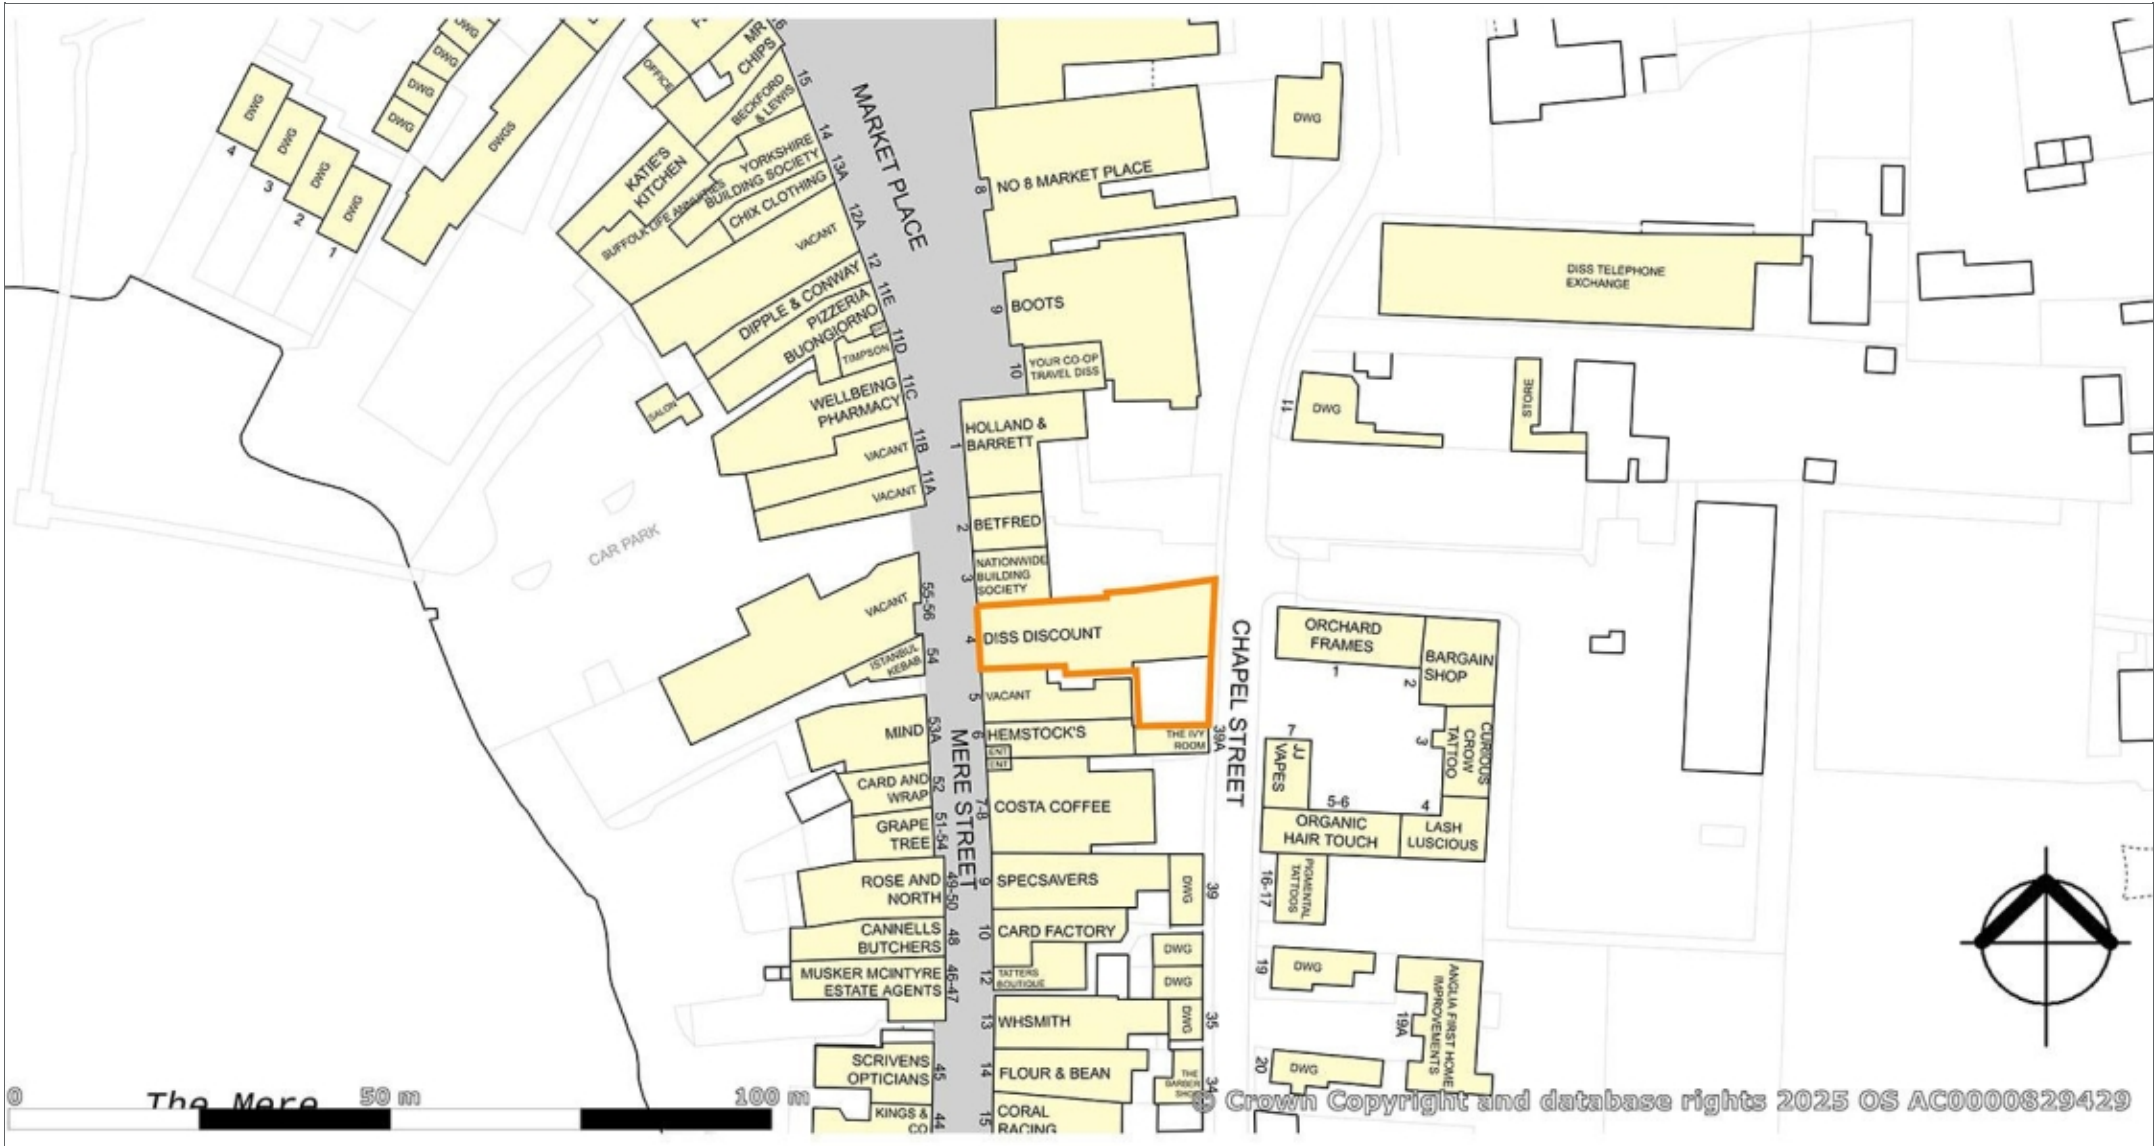 DWG
DWG
DWG
DWG
DWGS
DWG
4
DWG
3
DWG
2
DWG
1
OFFICE
MR
CHIPS
BECKFORD
& LEWIS
15
KATIE'S
KITCHEN
YORKSHIRE
BUILDING SOCIETY
14
SUFFOLK LIFE ANNUITIES
CHIX CLOTHING
13A
VACANT
12A
DIPPLE & CONWAY
12
PIZZERIA
BUONGIORNO
11E
TIMPSON
11D
SALON
WELLBEING
PHARMACY
11C
VACANT
11B
VACANT
11A
CAR PARK
MARKET PLACE
8
NO 8 MARKET PLACE
9
BOOTS
10
YOUR CO-OP
TRAVEL DISS
1
HOLLAND &
BARRETT
2
BETFRED
3
NATIONWIDE
BUILDING
SOCIETY
4
DISS DISCOUNT
5
VACANT
6
HEMSTOCK'S
ENT
ENT
THE IVY
ROOM
39A
7-8
COSTA COFFEE
9
SPECSAVERS
DWG
39
10
CARD FACTORY
DWG
12
TATTERS
BOUTIQUE
DWG
13
WHSMITH
DWG
35
14
FLOUR & BEAN
THE
BARBER
SHOP
34
15
CORAL
RACING
VACANT
55-56
ISTANBUL
KEBAB
54
MIND
53A
CARD AND
WRAP
52
GRAPE
TREE
51-54
ROSE AND
NORTH
49-50
CANNELLS
BUTCHERS
48
MUSKER MCINTYRE
ESTATE AGENTS
46-47
SCRIVENS
OPTICIANS
45
KINGS &
CO
44
MERE STREET
CHAPEL STREET
DWG
DISS TELEPHONE
EXCHANGE
11
DWG
STORE
ORCHARD
FRAMES
1
BARGAIN
SHOP
2
CURIOUS
CROW
TATTOO
3
7
JJ
VAPES
5-6
ORGANIC
HAIR TOUCH
4
LASH
LUSCIOUS
16-17
PIGMENTAL
TATTOOS
19
DWG
ANGLIA FIRST HOME
IMPROVEMENTS
19A
20
DWG
The Mere
0
50 m
100 m
© Crown Copyright and database rights 2025 OS AC0000829429